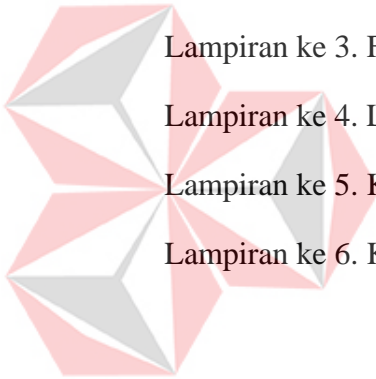 Lampiran ke 3.
Lampiran ke 4. L
Lampiran ke 5. K
Lampiran ke 6. K